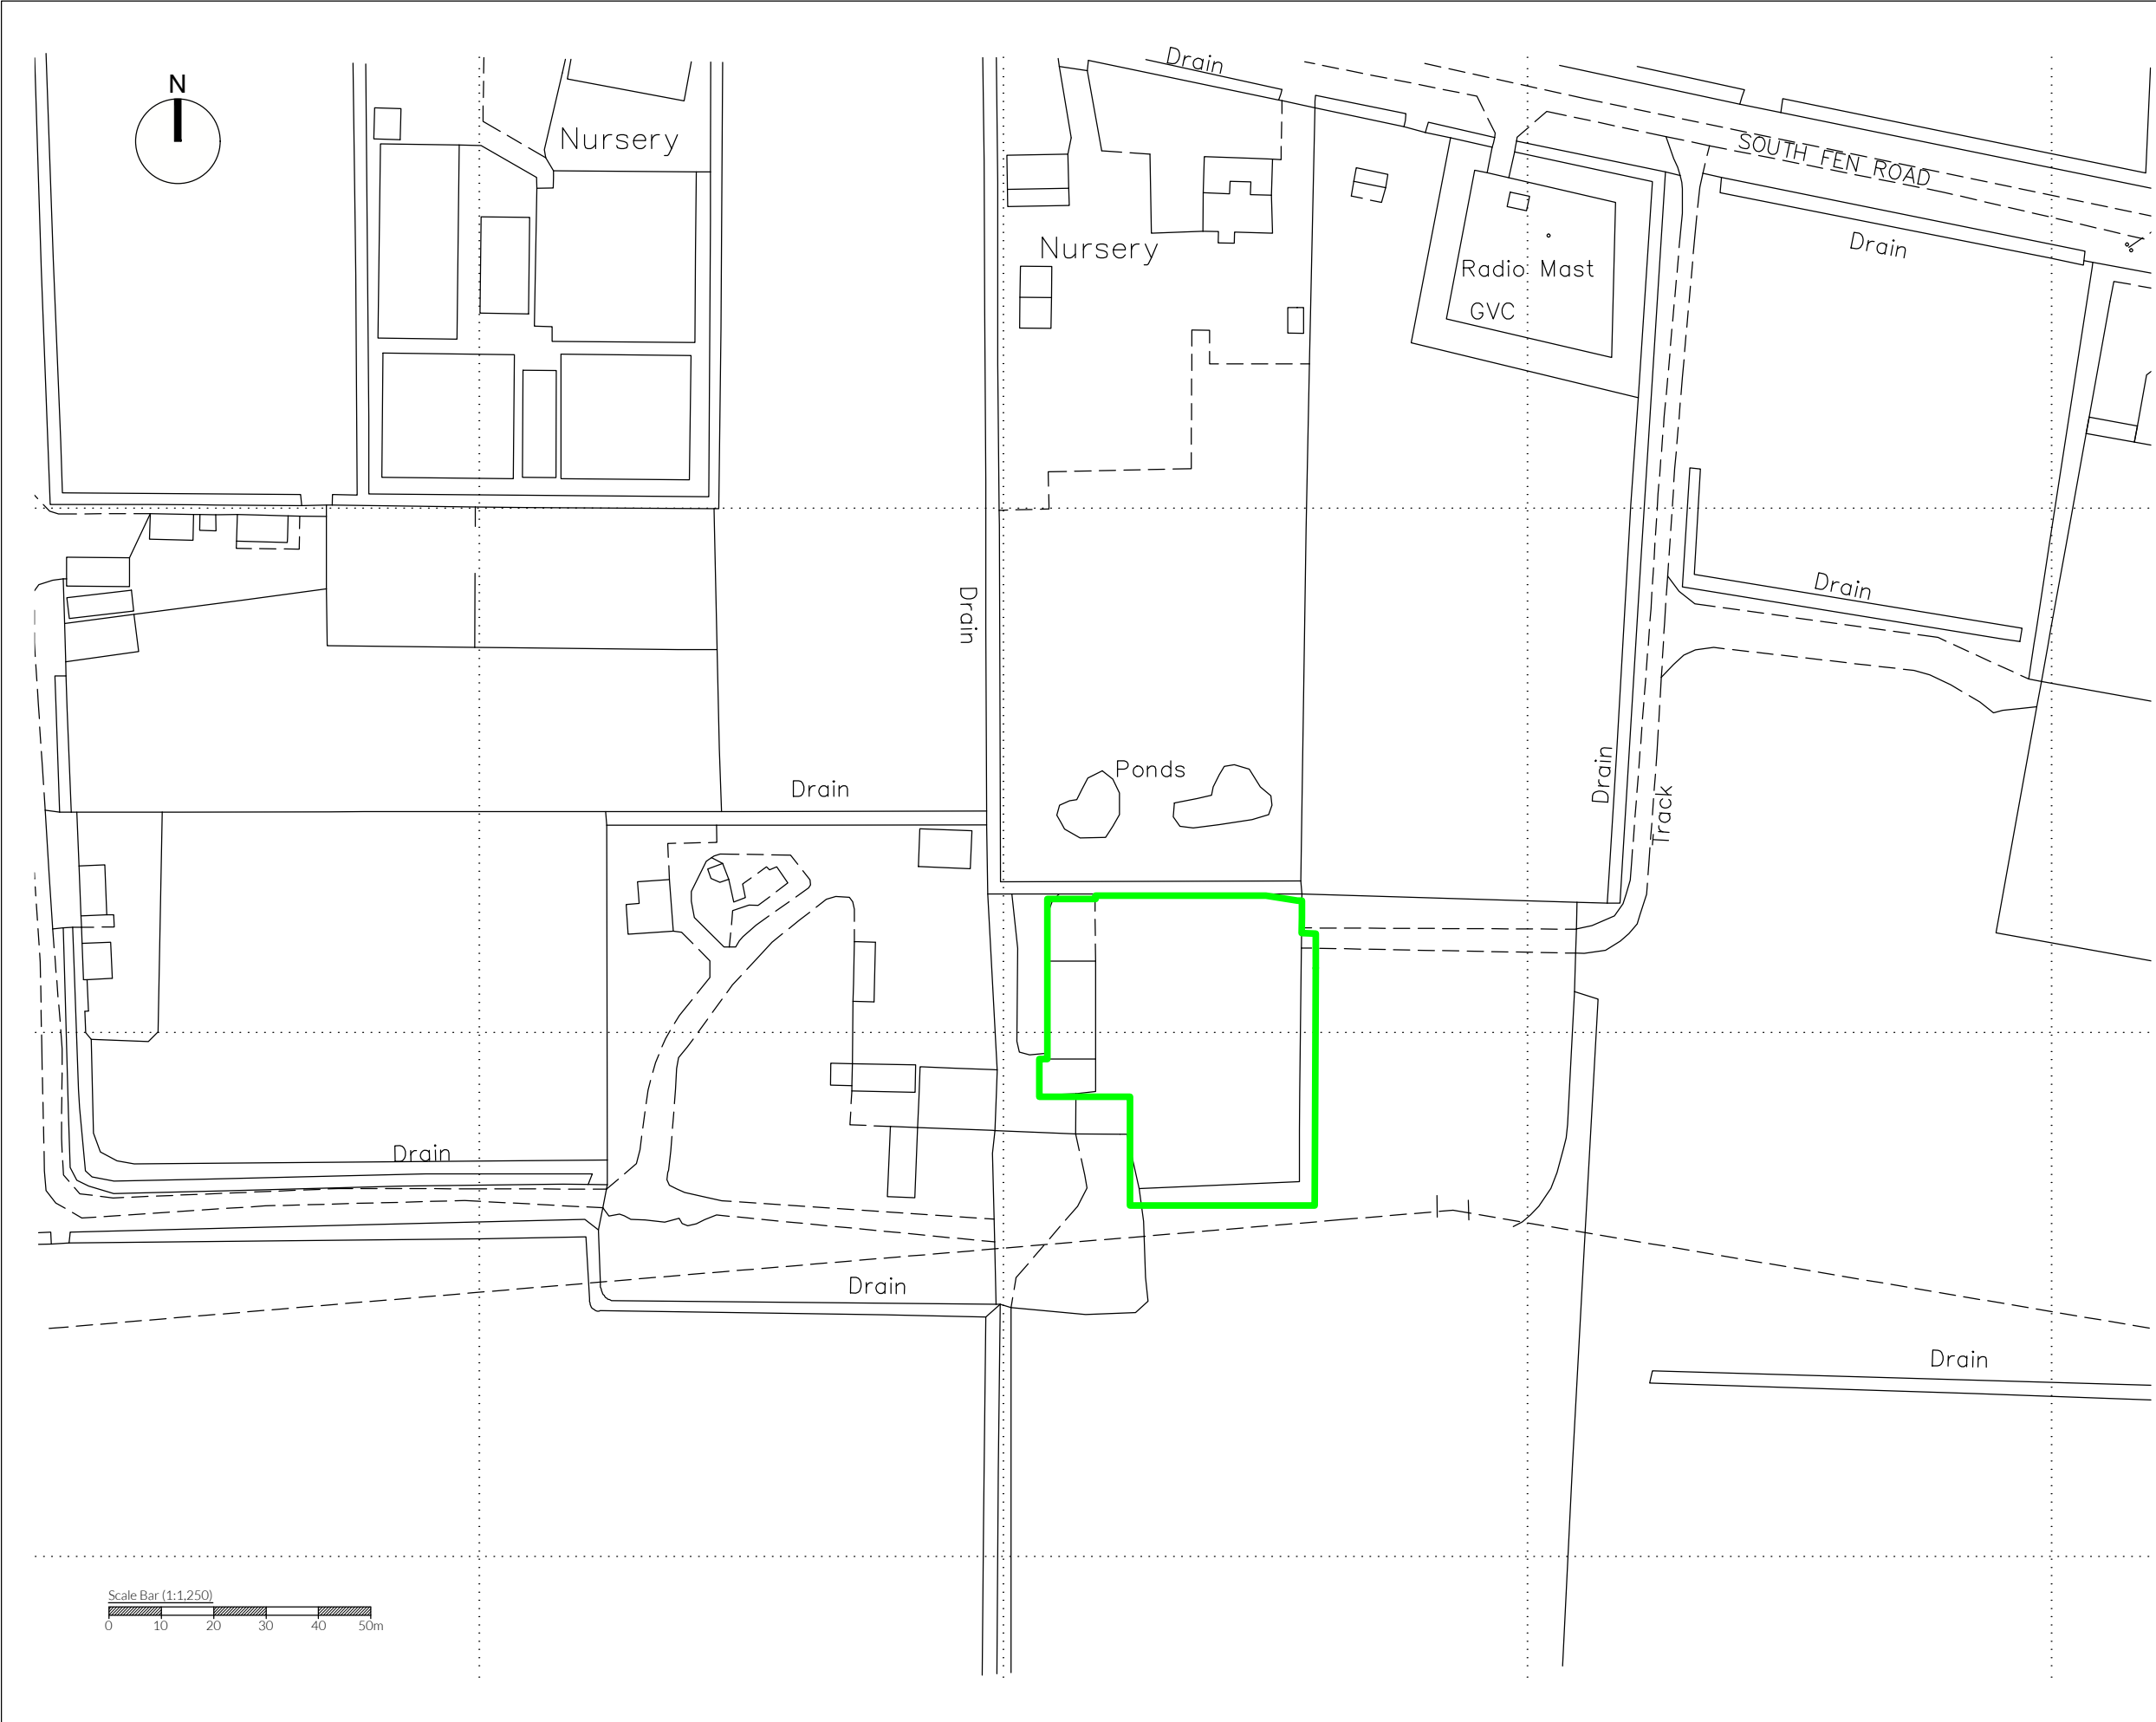 Drain
N
Nursery
SOUTH FEN ROAD
Nursery
Drain
Radio Mast
GVC
Drain
Drain
Ponds
Drain
Drain
Track
Drain
Drain
Drain
Scale Bar (1:1,250)
0 10 20 30 40 50m